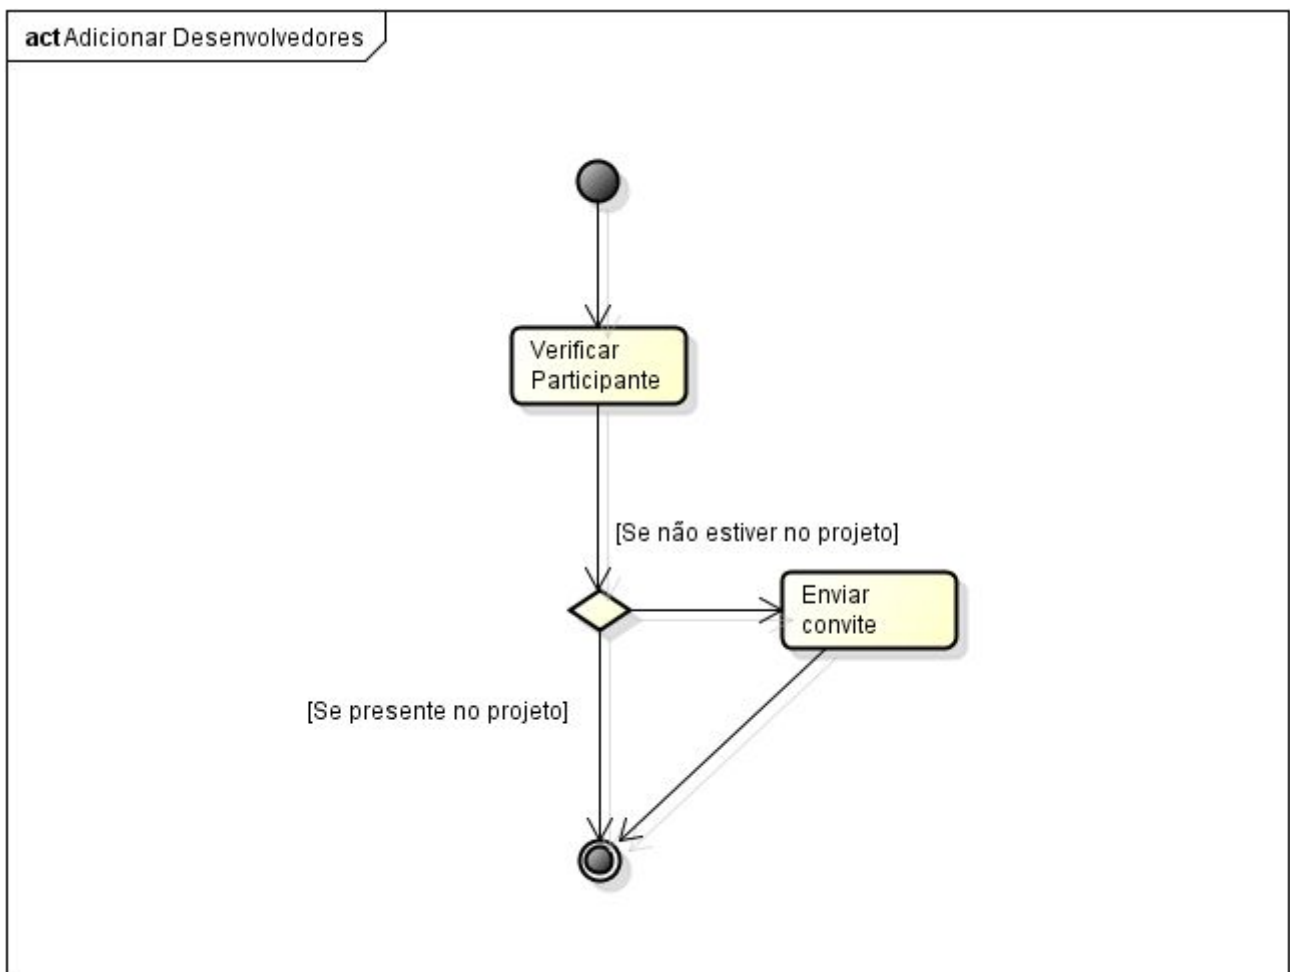 act Adicionar Desenvolvedores
Verificar
Participante
[Se não estiver no projeto]
Enviar
convite
[Se presente no projeto]